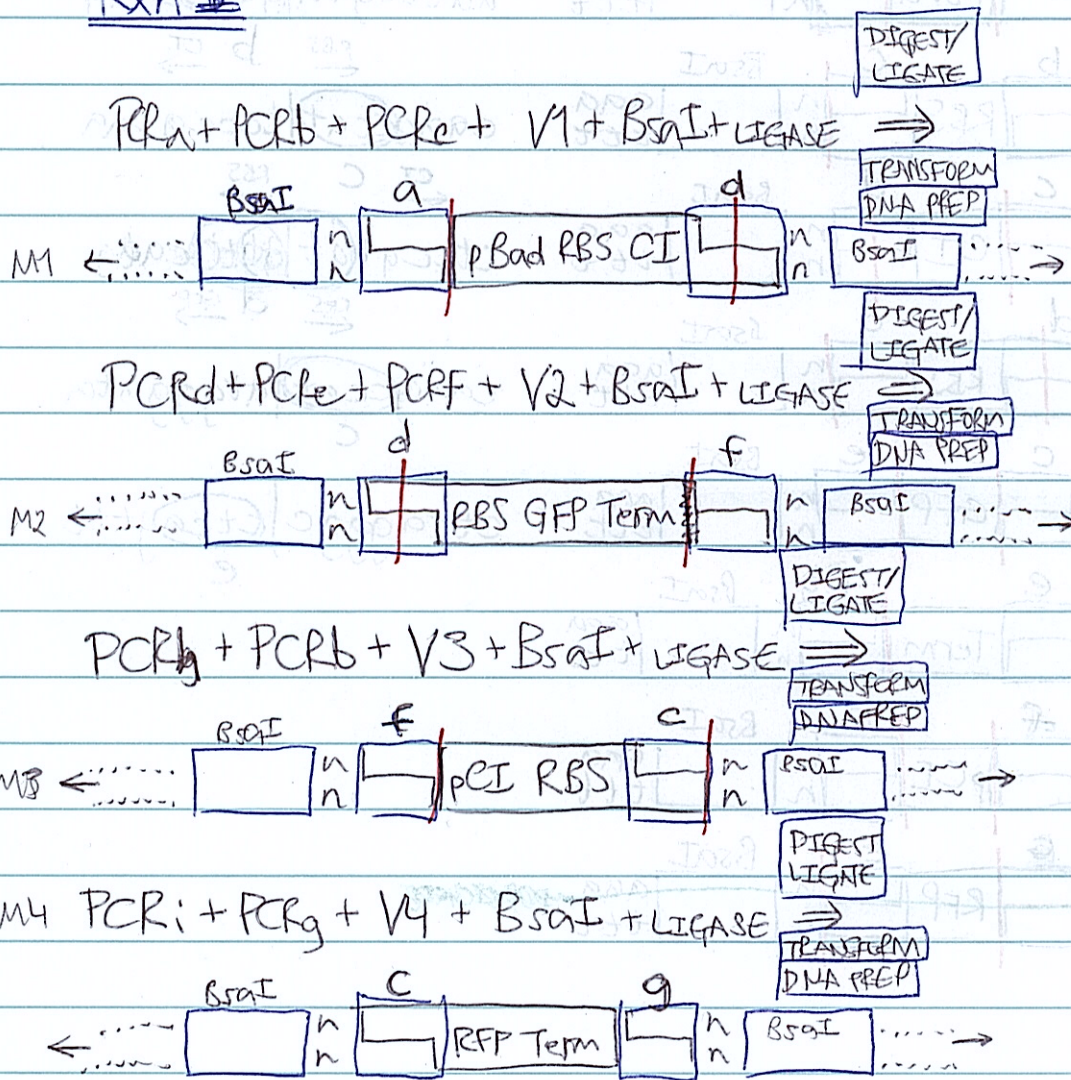 DIGEST/
LIGATE
PCRa + PCRb + PCRc + V1 + BsaI + LIGASE ⇒
TRANSFORM
DNA PREP
BsaI a d
M1 ← n n pBad RBS CI n n BsaI →
DIGEST/
LIGATE
PCRd + PCRe + PCRF + V2 + BsaI + LIGASE ⇒
TRANSFORM
DNA PREP
BsaI d f
M2 ← n n RBS GFP Term n n BsaI →
DIGEST/
LIGATE
+ PCRb + V3 + BsaI + LIGASE ⇒
TRANSFORM
DNA PREP
BsaI f c
M3 ← n n pCI RBS n n BsaI →
DIGEST
LIGATE
M4 PCRi + PCRg + V4 + BsaI + LIGASE ⇒
TRANSFORM
DNA PREP
BsaI C g
← n n RFP Term n n BsaI →